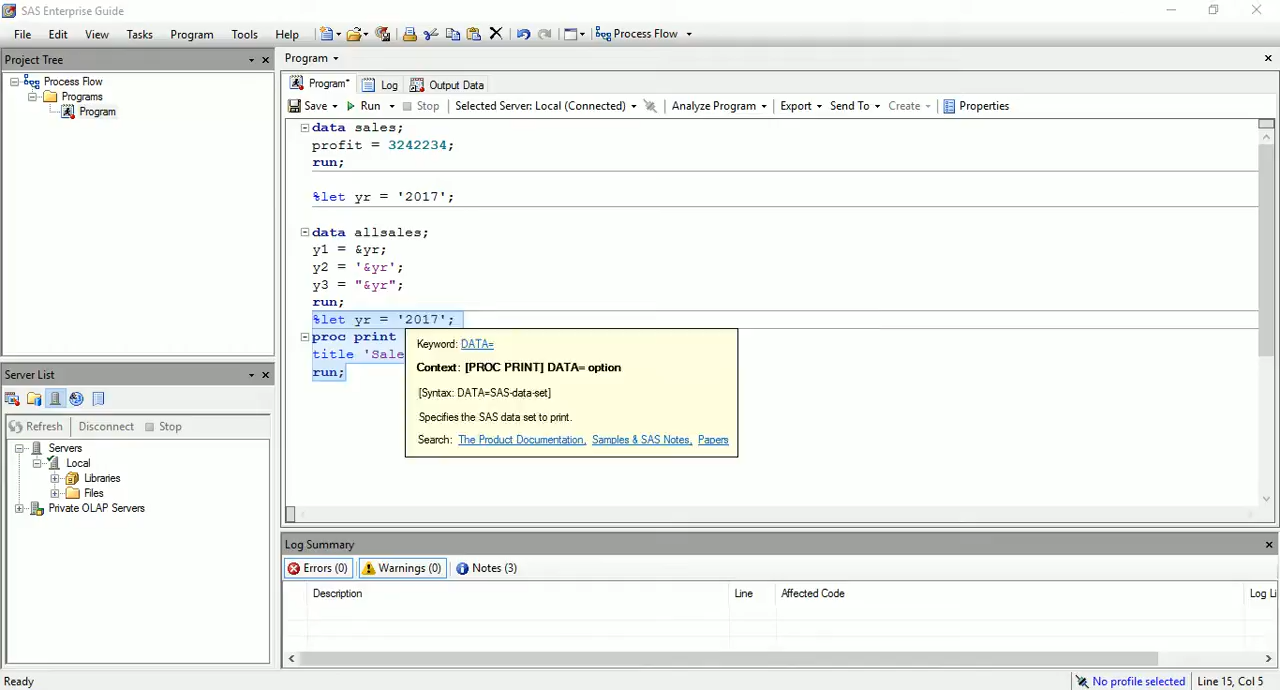 SAS Enterprise Guide
File Edit View Tasks Program Tools Help Process Flow
Project Tree
Process Flow
Programs
Program
Program
Program* Log Output Data
Save Run Stop Selected Server: Local (Connected) Analyze Program Export Send To Create Properties
data sales;
profit = 3242234;
run;
%let yr = '2017';
data allsales;
y1 = &yr;
y2 = '&yr';
y3 = "&yr";
run;
%let yr = '2017';
proc print
title 'Sale
run;
Keyword: DATA=
Context: [PROC PRINT] DATA= option
[Syntax: DATA=SAS-data-set]
Specifies the SAS data set to print.
Search: The Product Documentation, Samples & SAS Notes, Papers
Server List
Refresh Disconnect Stop
Servers
Local
Libraries
Files
Private OLAP Servers
Log Summary
Errors (0) Warnings (0) Notes (3)
Description Line Affected Code Log Li
Ready No profile selected Line 15, Col 5